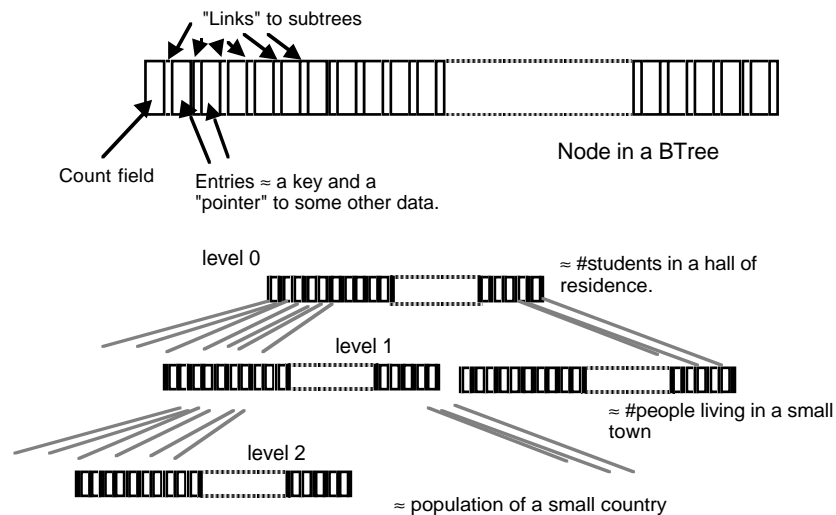 "Links" to subtrees
Node in a BTree
Count field
Entries ≈ a key and a
"pointer" to some other data.
level 0
≈ #students in a hall of
residence.
level 1
≈ #people living in a small
town
level 2
≈ population of a small country